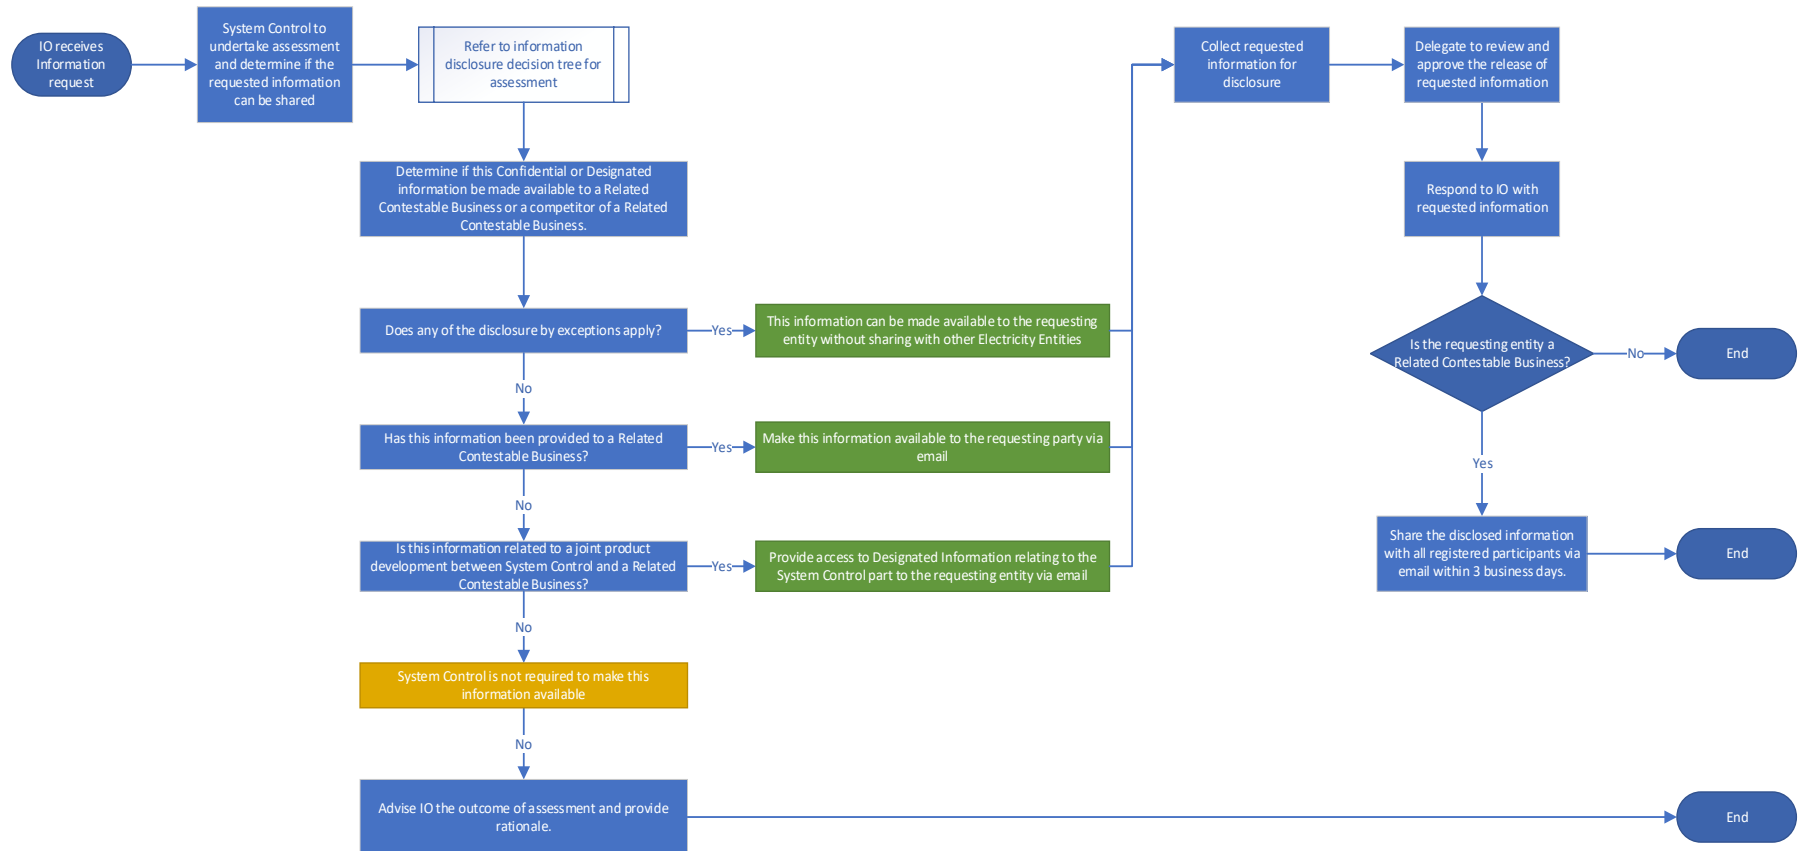 IO receives
Information
request
System Control to
undertake assessment
and determine if the
requested information
can be shared
Refer to information
disclosure decision tree for
assessment
Determine if this Confidential or Designated
information be made available to a Related
Contestable Business or a competitor of a Related
Contestable Business.
Does any of the disclosure by exceptions apply?
Yes
This information can be made available to the requesting
entity without sharing with other Electricity Entities
No
Has this information been provided to a Related
Contestable Business?
Yes
Make this information available to the requesting party via
email
No
Is this information related to a joint product
development between System Control and a Related
Contestable Business?
Yes
Provide access to Designated Information relating to the
System Control part to the requesting entity via email
No
System Control is not required to make this
information available
No
Advise IO the outcome of assessment and provide
rationale.
End
Collect requested
information for
disclosure
Delegate to review and
approve the release of
requested information
Respond to IO with
requested information
Is the requesting entity a
Related Contestable Business?
No
End
Yes
Share the disclosed information
with all registered participants via
email within 3 business days.
End